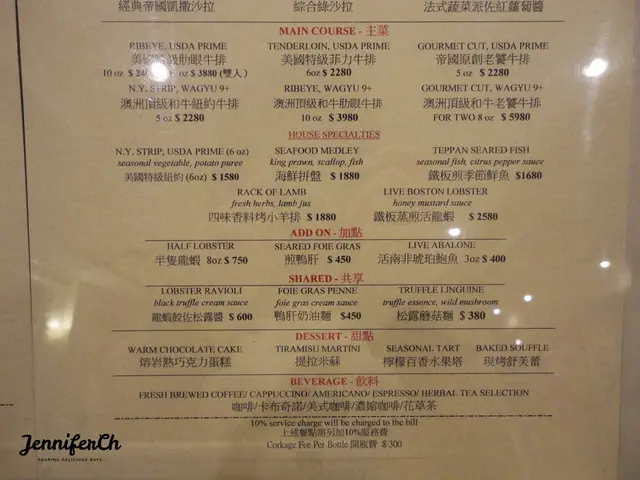 經典帝國凱撒沙拉 綜合綠沙拉 法式蔬菜派佐紅蘿蔔醬
MAIN COURSE - 主菜
RIBEYE, USDA PRIME TENDERLOIN, USDA PRIME GOURMET CUT, USDA PRIME
美國特級肋眼牛排 美國特級菲力牛排 帝國原創老饕牛排
10 oz $ oz $ 3880 (雙人) 6oz $ 2280 5 oz $ 2280
N.Y. STRIP, WAGYU 9+ RIBEYE, WAGYU 9+ GOURMET CUT, WAGYU 9+
澳洲頂級和牛紐約牛排 澳洲頂級和牛肋眼牛排 澳洲頂級和牛老饕牛排
5 oz $ 2280 10 oz $ 3980 FOR TWO 8 oz $ 5980
HOUSE SPECIALTIES
N.Y. STRIP, USDA PRIME (6 oz) SEAFOOD MEDLEY TEPPAN SEARED FISH
seasonal vegetable, potato puree king prawn, scallop, fish seasonal fish, citrus pepper sauce
美國特級紐約 (6oz) $ 1580 海鮮拼盤 $ 1880 鐵板煎季節鮮魚 $1680
RACK OF LAMB LIVE BOSTON LOBSTER
fresh herbs, lamb jus honey mustard sauce
四味香料烤小羊排 $ 1880 鐵板蒸煎活龍蝦 $ 2580
ADD ON - 加點
HALF LOBSTER SEARED FOIE GRAS LIVE ABALONE
半隻龍蝦 8oz $ 750 煎鴨肝 $ 450 活南非琥珀鮑魚 3oz $ 400
SHARED - 共享
LOBSTER RAVIOLI FOIE GRAS PENNE TRUFFLE LINGUINE
black truffle cream sauce foie gras cream sauce truffle essence, wild mushroom
龍蝦餃佐松露醬 $ 600 鴨肝奶油麵 $450 松露蘑菇麵 $ 380
DESSERT - 甜點
WARM CHOCOLATE CAKE TIRAMISU MARTINI SEASONAL TART BAKED SOUFFLE
熔岩熱巧克力蛋糕 提拉米蘇 檸檬百香水果塔 現烤舒芙蕾
BEVERAGE - 飲料
FRESH BREWED COFFEE/ CAPPUCCINO/ AMERICANO/ ESPRESSO/ HERBAL TEA SELECTION
咖啡/卡布奇諾/美式咖啡/濃縮咖啡/花草茶
10% service charge will be charged to the bill
上述餐點需另加10%服務費
Corkage Fee Per Bottle 開瓶費 $ 300
JenniferCh